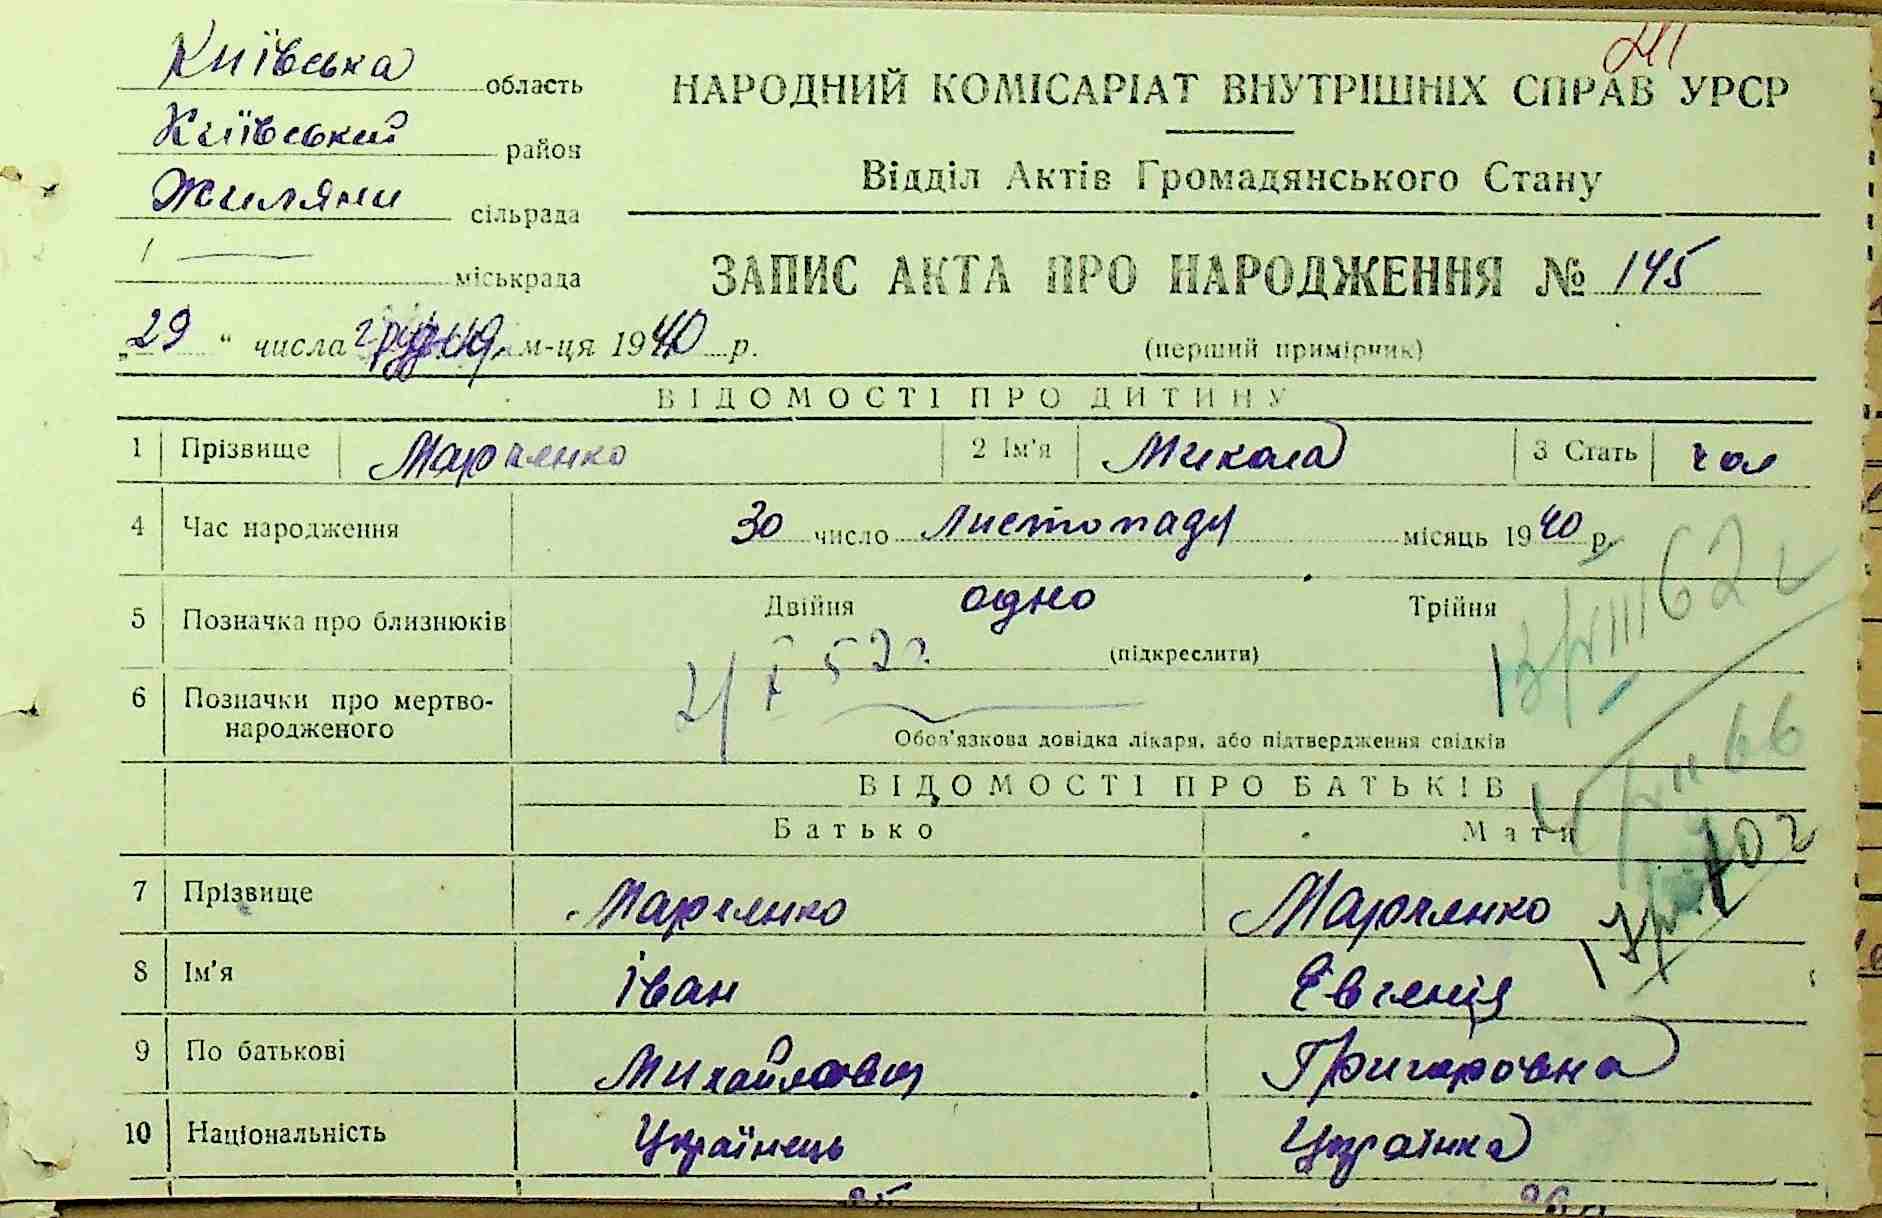 241
Київська область
Київський район
Жиляни сільрада
міськрада
НАРОДНИЙ КОМІСАРІАТ ВНУТРІШНІХ СПРАВ УРСР
Відділ Актів Громадянського Стану
ЗАПИС АКТА ПРО НАРОДЖЕННЯ № 145
„29“ числа грудня м-ця 1940 р.
(перший примірник)
ВІДОМОСТІ ПРО ДИТИНУ
1 Прізвище Марченко 2 Ім'я Микола 3 Стать чол
4 Час народження 30 число Листопаду місяць 1940 р.
5 Позначка про близнюків Двійня одно Трійня
(підкреслити)
6 Позначки про мертвонародженого
Обов'язкова довідка лікаря, або підтвердження свідків
ВІДОМОСТІ ПРО БАТЬКІВ
Батько Мати
7 Прізвище Марченко Марченко
8 Ім'я Іван Євгенія
9 По батькові Михайлович Григоровна
10 Національність Українець Українка